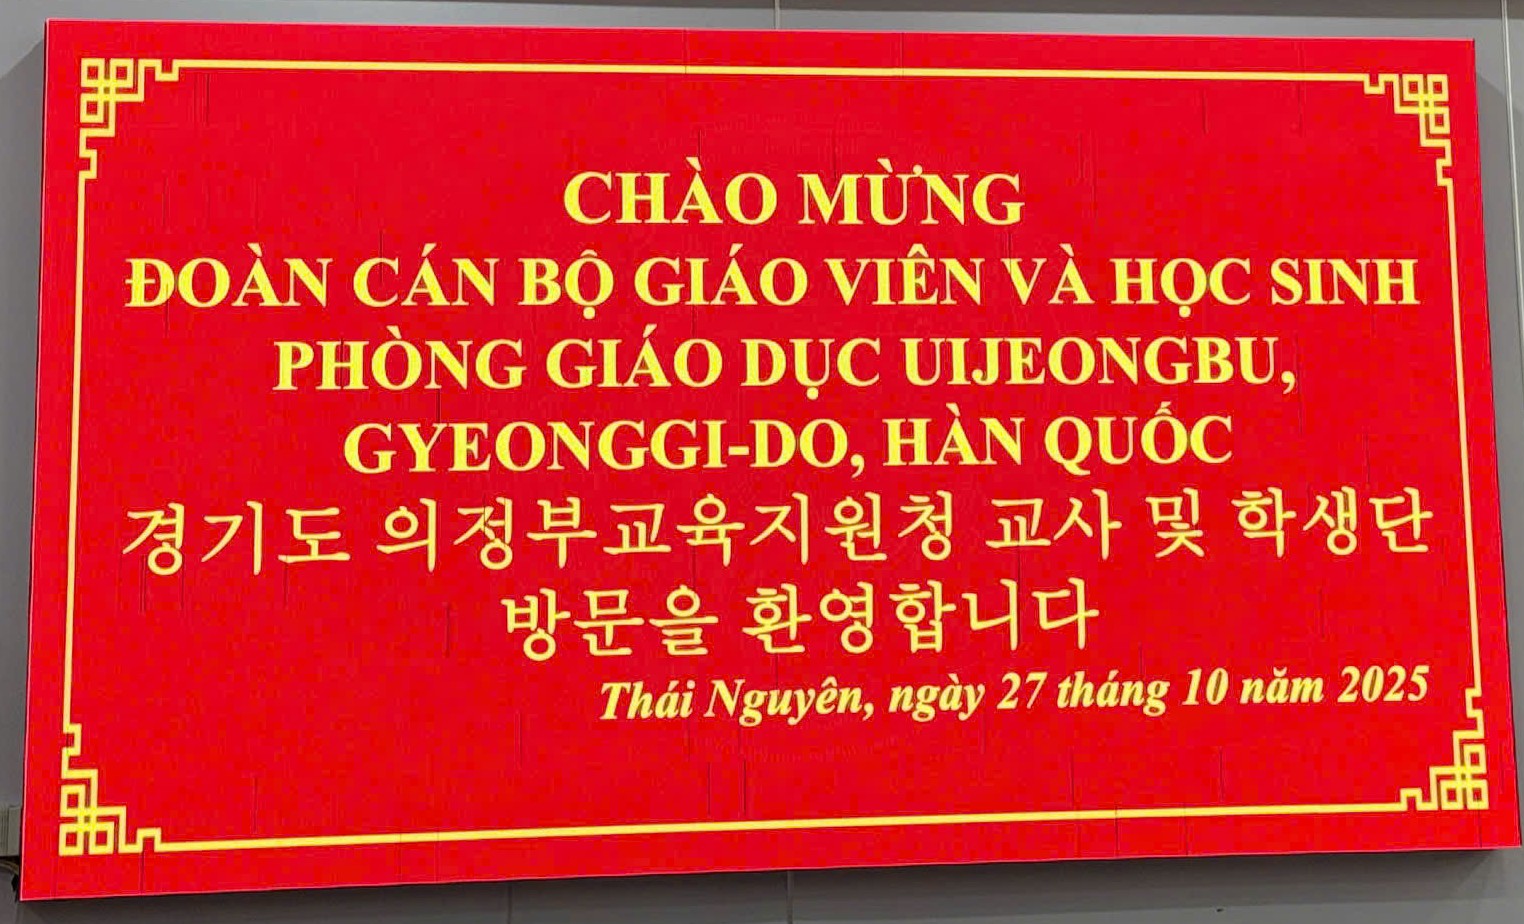 CHÀO MỪNG
ĐOÀN CÁN BỘ GIÁO VIÊN VÀ HỌC SINH
PHÒNG GIÁO DỤC UIJEONGBU,
GYEONGGI-DO, HÀN QUỐC
경기도 의정부교육지원청 교사 및 학생단
방문을 환영합니다
Thái Nguyên, ngày 27 tháng 10 năm 2025